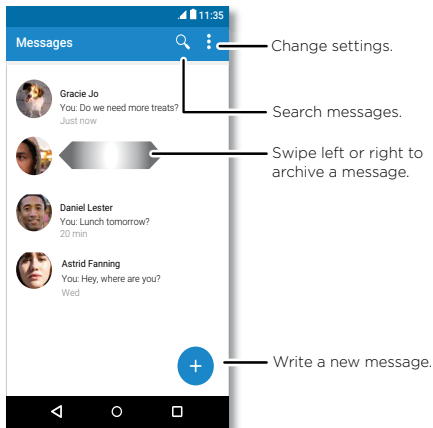 11:35
Messages
Change settings.
Gracie Jo
You: Do we need more treats?
Just now
Search messages.
Swipe left or right to
archive a message.
Daniel Lester
You: Lunch tomorrow?
20 min
Astrid Fanning
You: Hey, where are you?
Wed
+
Write a new message.